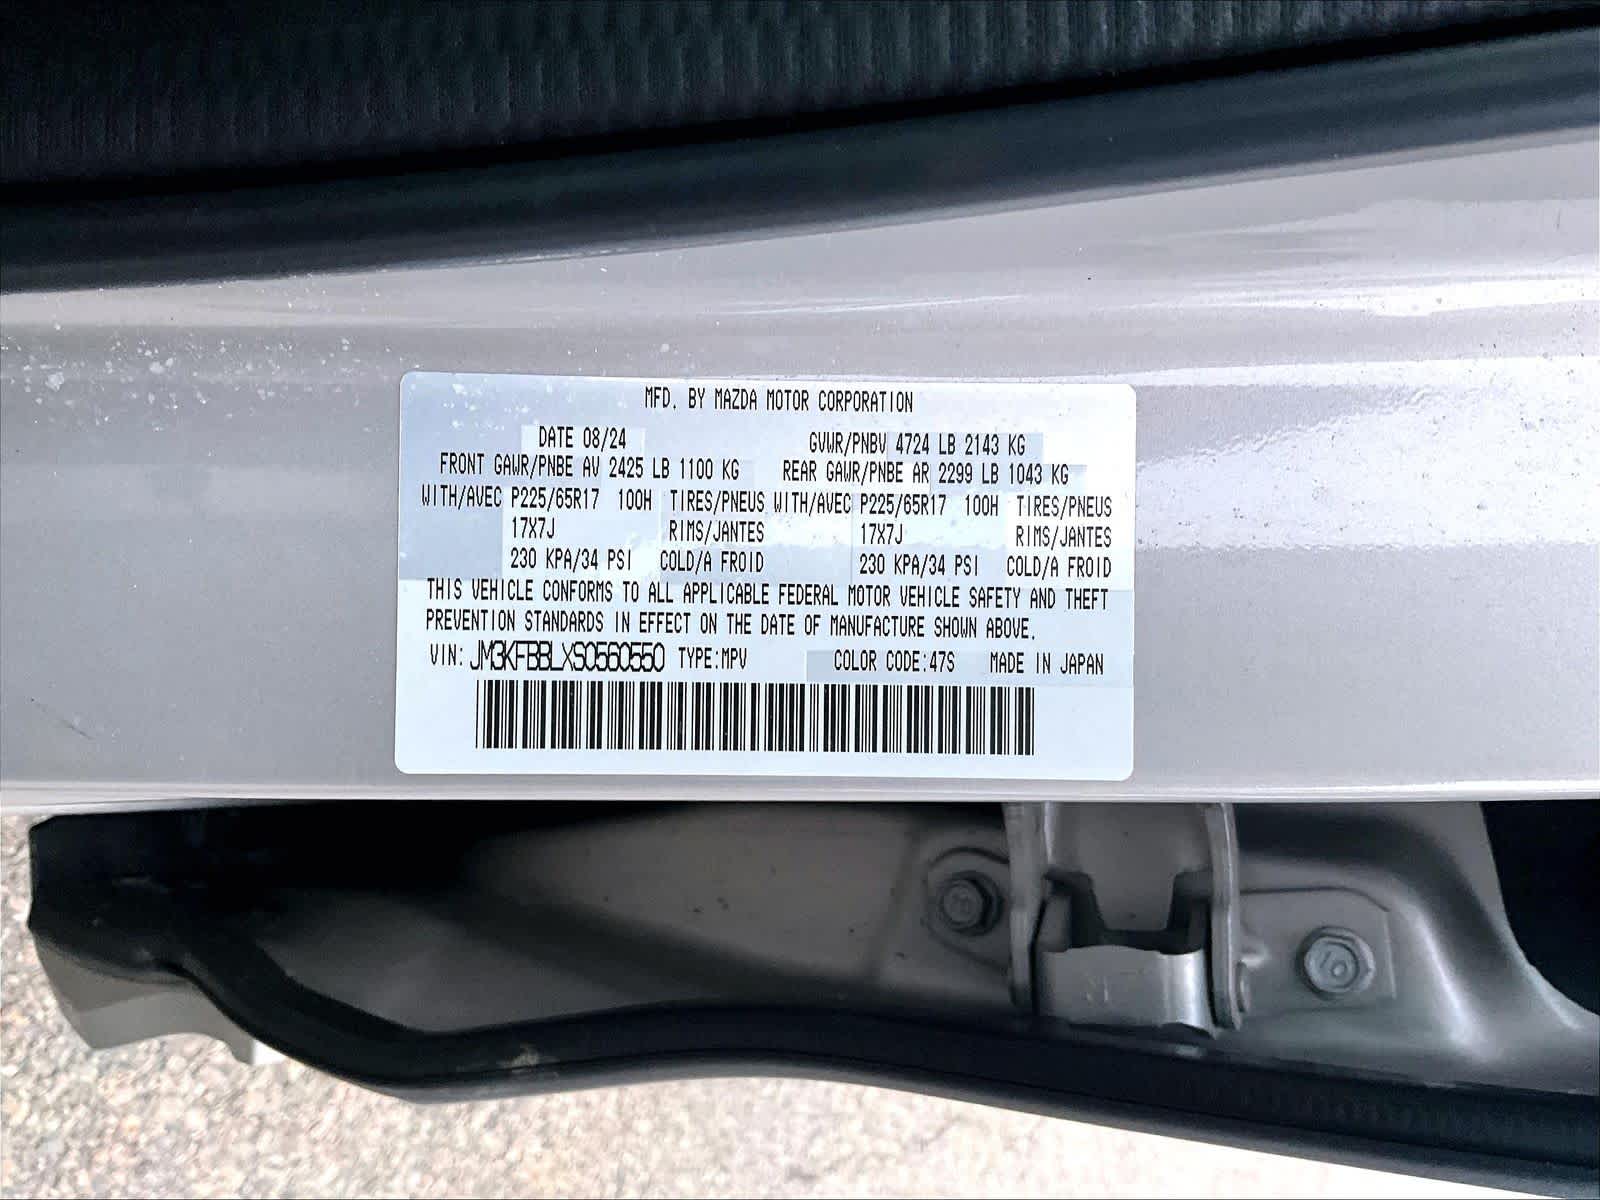 MFD. BY MAZDA MOTOR CORPORATION
DATE 08/24 GVWR/PNBV 4724 LB 2143 KG
FRONT GAWR/PNBE AV 2425 LB 1100 KG REAR GAWR/PNBE AR 2299 LB 1043 KG
WITH/AVEC P225/65R17 100H TIRES/PNEUS WITH/AVEC P225/65R17 100H TIRES/PNEUS
17X7J RIMS/JANTES 17X7J RIMS/JANTES
230 KPA/34 PSI COLD/A FROID 230 KPA/34 PSI COLD/A FROID
THIS VEHICLE CONFORMS TO ALL APPLICABLE FEDERAL MOTOR VEHICLE SAFETY AND THEFT
PREVENTION STANDARDS IN EFFECT ON THE DATE OF MANUFACTURE SHOWN ABOVE.
VIN: JM3KFBBLXS0560550 TYPE:MPV COLOR CODE:47S MADE IN JAPAN
10